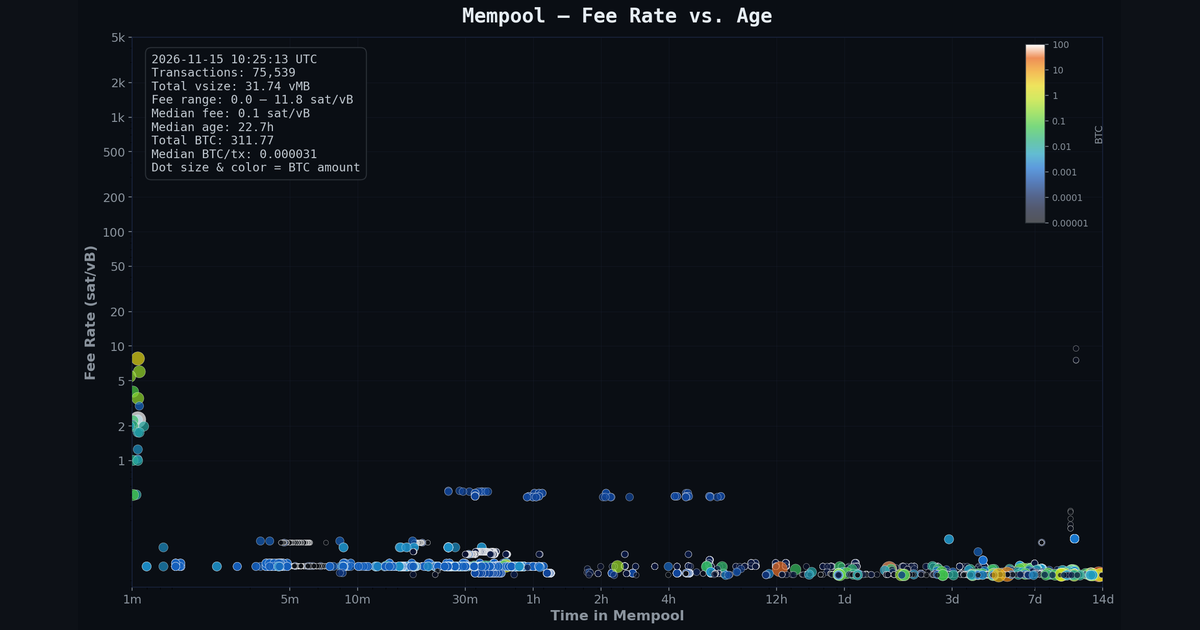 Mempool — Fee Rate vs. Age
2026-11-15 10:25:13 UTC
Transactions: 75,539
Total vsize: 31.74 vMB
Fee range: 0.0 — 11.8 sat/vB
Median fee: 0.1 sat/vB
Median age: 22.7h
Total BTC: 311.77
Median BTC/tx: 0.000031
Dot size & color = BTC amount
5k
2k
1k
500
200
100
50
20
10
5
2
1
Fee Rate (sat/vB)
100
10
1
0.1
0.01
0.001
0.0001
0.00001
BTC
1m 5m 10m 30m 1h 2h 4h 12h 1d 3d 7d 14d
Time in Mempool